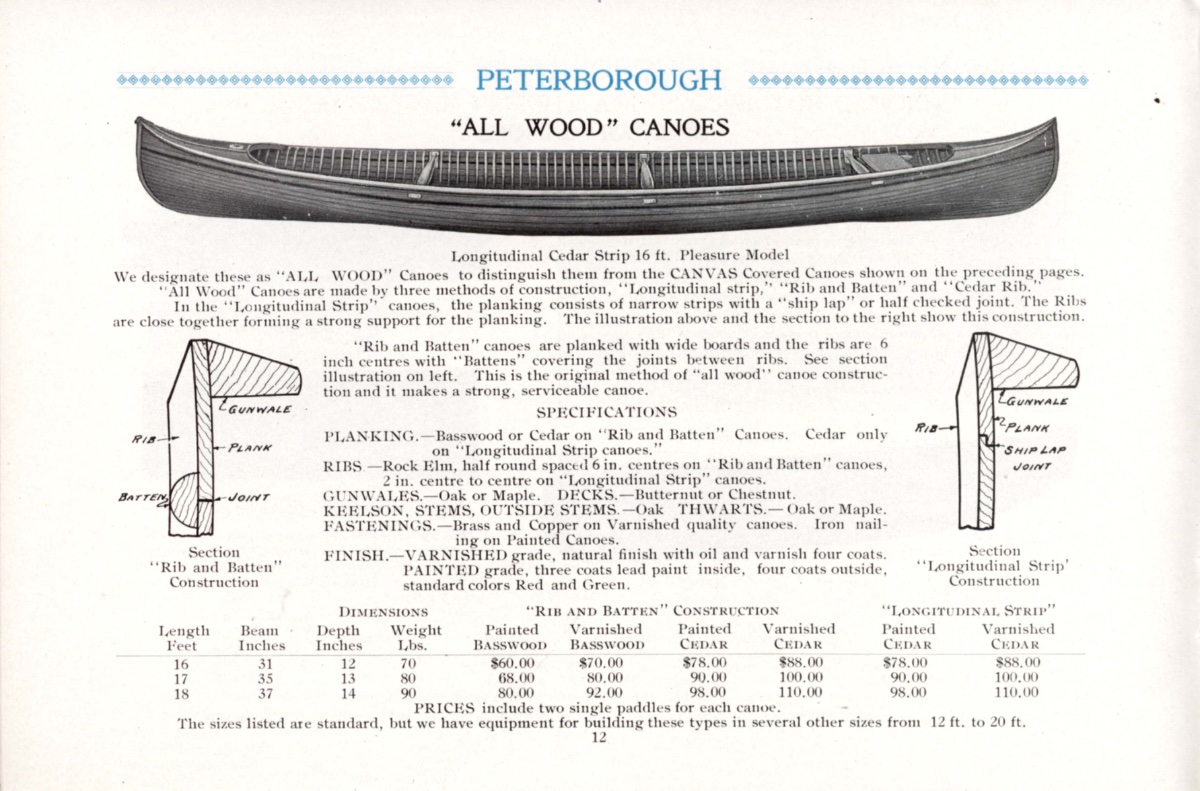 PETERBOROUGH
"ALL WOOD" CANOES
Longitudinal Cedar Strip 16 ft. Pleasure Model
We designate these as "ALL WOOD" Canoes to distinguish them from the CANVAS Covered Canoes shown on the preceding pages.
"All Wood" Canoes are made by three methods of construction, "Longitudinal strip," "Rib and Batten" and "Cedar Rib."
In the "Longitudinal Strip" canoes, the planking consists of narrow strips with a "ship lap" or half checked joint. The Ribs
are close together forming a strong support for the planking. The illustration above and the section to the right show this construction.
"Rib and Batten" canoes are planked with wide boards and the ribs are 6
inch centres with "Battens" covering the joints between ribs. See section
illustration on left. This is the original method of "all wood" canoe construc-
tion and it makes a strong, serviceable canoe.
GUNWALE
RIB
PLANK
BATTEN
JOINT
Section
"Rib and Batten"
Construction
SPECIFICATIONS
PLANKING.—Basswood or Cedar on "Rib and Batten" Canoes. Cedar only
on "Longitudinal Strip canoes."
RIBS —Rock Elm, half round spaced 6 in. centres on "Rib and Batten" canoes,
2 in. centre to centre on "Longitudinal Strip" canoes.
GUNWALES.—Oak or Maple. DECKS.—Butternut or Chestnut.
KEELSON, STEMS, OUTSIDE STEMS.—Oak THWARTS.— Oak or Maple.
FASTENINGS.—Brass and Copper on Varnished quality canoes. Iron nail-
ing on Painted Canoes.
FINISH.—VARNISHED grade, natural finish with oil and varnish four coats.
PAINTED grade, three coats lead paint inside, four coats outside,
standard colors Red and Green.
GUNWALE
RIB
PLANK
SHIP LAP
JOINT
Section
"Longitudinal Strip'
Construction
DIMENSIONS "RIB AND BATTEN" CONSTRUCTION "LONGITUDINAL STRIP"
Length Beam Depth Weight Painted Varnished Painted Varnished Painted Varnished
Feet Inches Inches Lbs. BASSWOOD BASSWOOD CEDAR CEDAR CEDAR CEDAR
16 31 12 70 $60.00 $70.00 $78.00 $88.00 $78.00 $88.00
17 35 13 80 68.00 80.00 90.00 100.00 90.00 100.00
18 37 14 90 80.00 92.00 98.00 110.00 98.00 110.00
PRICES include two single paddles for each canoe.
The sizes listed are standard, but we have equipment for building these types in several other sizes from 12 ft. to 20 ft.
12